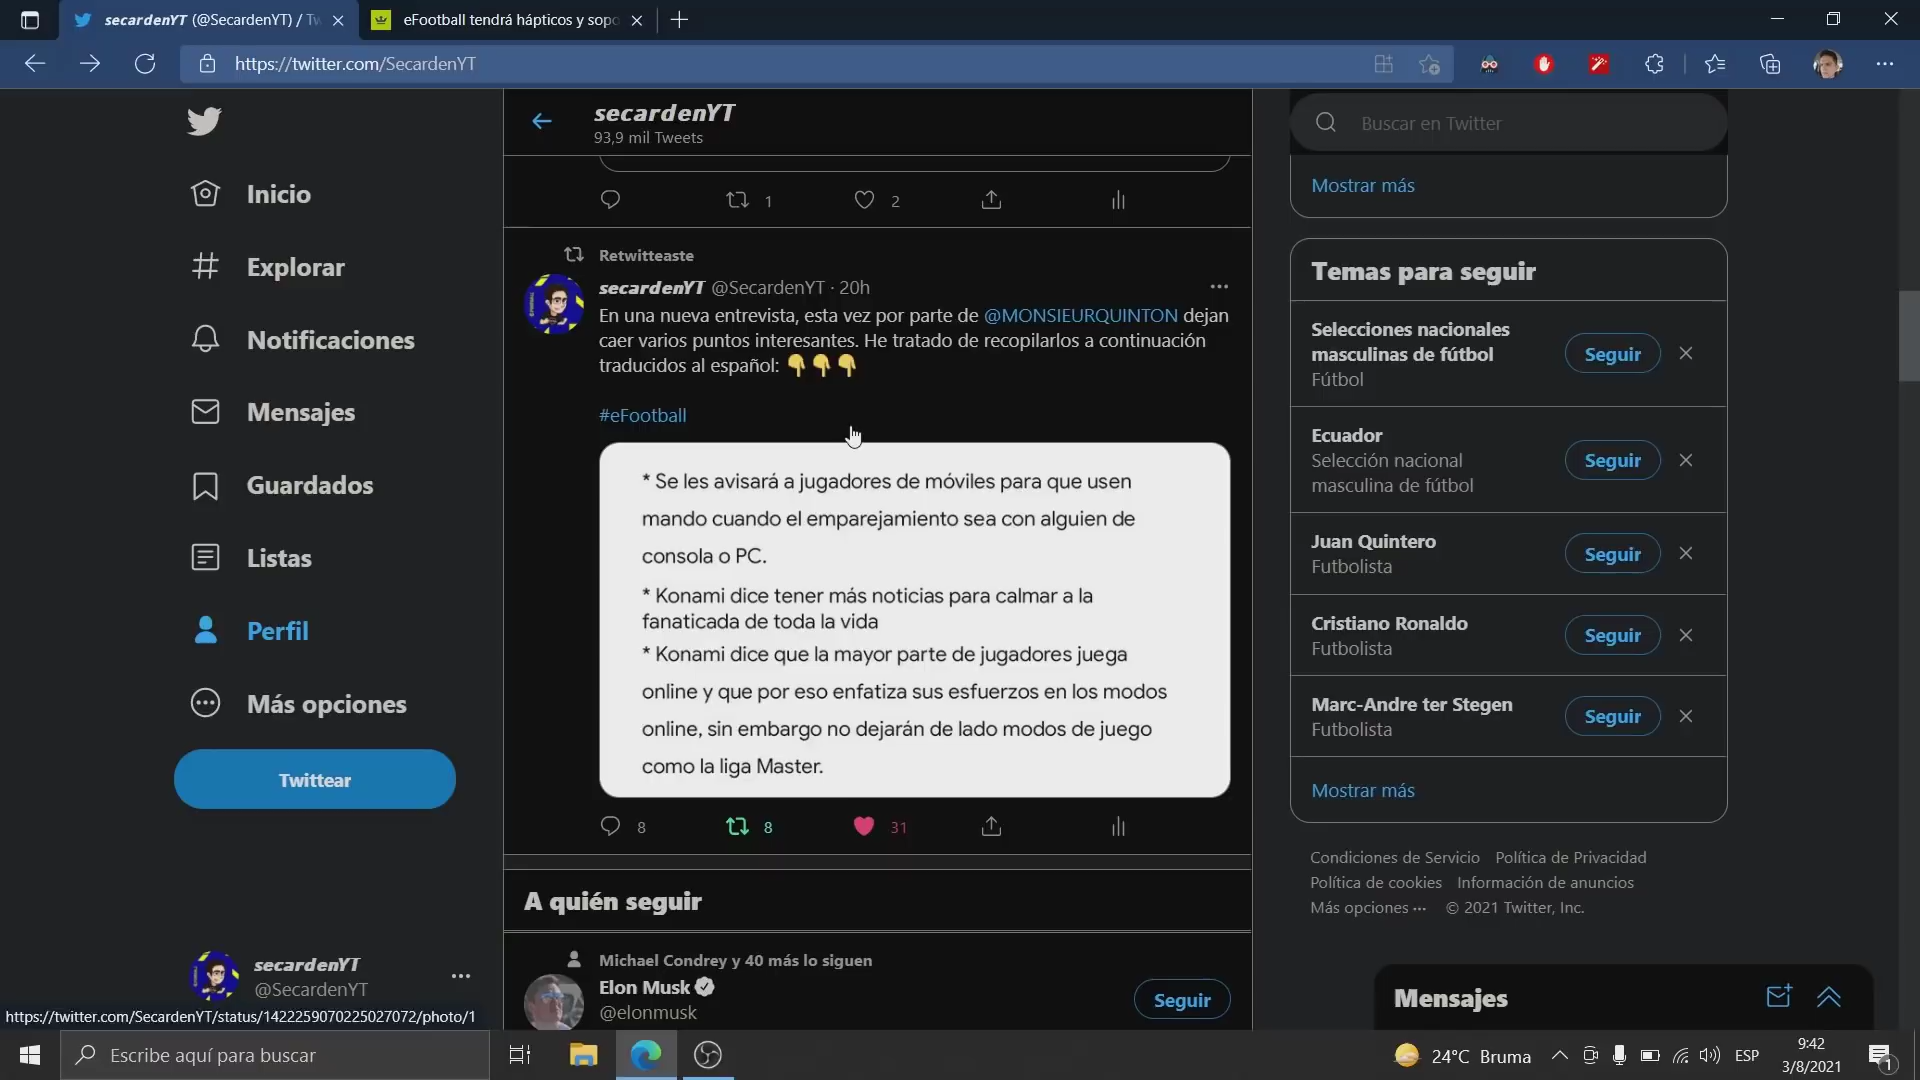 secardenYT (@SecardenYT) / Tw
eFootball tendrá hápticos y sopo
https://twitter.com/SecardenYT
Inicio
Explorar
Notificaciones
Mensajes
Guardados
Listas
Perfil
Más opciones
Twittear
secardenYT
@SecardenYT
https://twitter.com/SecardenYT/status/1422259070225027072/photo/1
secardenYT
93,9 mil Tweets
1
2
Retwitteaste
secardenYT @SecardenYT · 20h
En una nueva entrevista, esta vez por parte de @MONSIEURQUINTON dejan
caer varios puntos interesantes. He tratado de recopilarlos a continuación
traducidos al español: 👇👇👇
#eFootball
* Se les avisará a jugadores de móviles para que usen
mando cuando el emparejamiento sea con alguien de
consola o PC.
* Konami dice tener más noticias para calmar a la
fanaticada de toda la vida
* Konami dice que la mayor parte de jugadores juega
online y que por eso enfatiza sus esfuerzos en los modos
online, sin embargo no dejarán de lado modos de juego
como la liga Master.
8
8
31
A quién seguir
Michael Condrey y 40 más lo siguen
Elon Musk
@elonmusk
Seguir
Buscar en Twitter
Mostrar más
Temas para seguir
Selecciones nacionales
masculinas de fútbol
Fútbol
Seguir
Ecuador
Selección nacional
masculina de fútbol
Seguir
Juan Quintero
Futbolista
Seguir
Cristiano Ronaldo
Futbolista
Seguir
Marc-Andre ter Stegen
Futbolista
Seguir
Mostrar más
Condiciones de Servicio Política de Privacidad
Política de cookies Información de anuncios
Más opciones ··· © 2021 Twitter, Inc.
Mensajes
Escribe aquí para buscar
24°C Bruma
ESP
9:42
3/8/2021
1